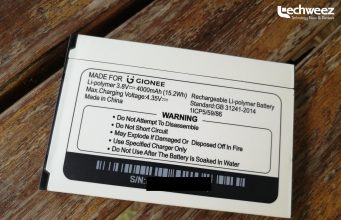 Techweez
Technology News & Reviews
MADE FOR GIONEE
Li-polymer 3.8V 4000mAh (15.2Wh)
Max.Charging Voltage:4.35V
Made in China
Rechargeable Li-polymer Battery
Standard:GB 31241-2014
1ICP5/59/86
WARNING
Do Not Attempt To Disassemble
Do Not Short Circuit
May Explode If Damaged or Disposed Off in Fire
Use Specified Charger Only
Do Not Use After The Battery Is Soaked In Water
S/N: